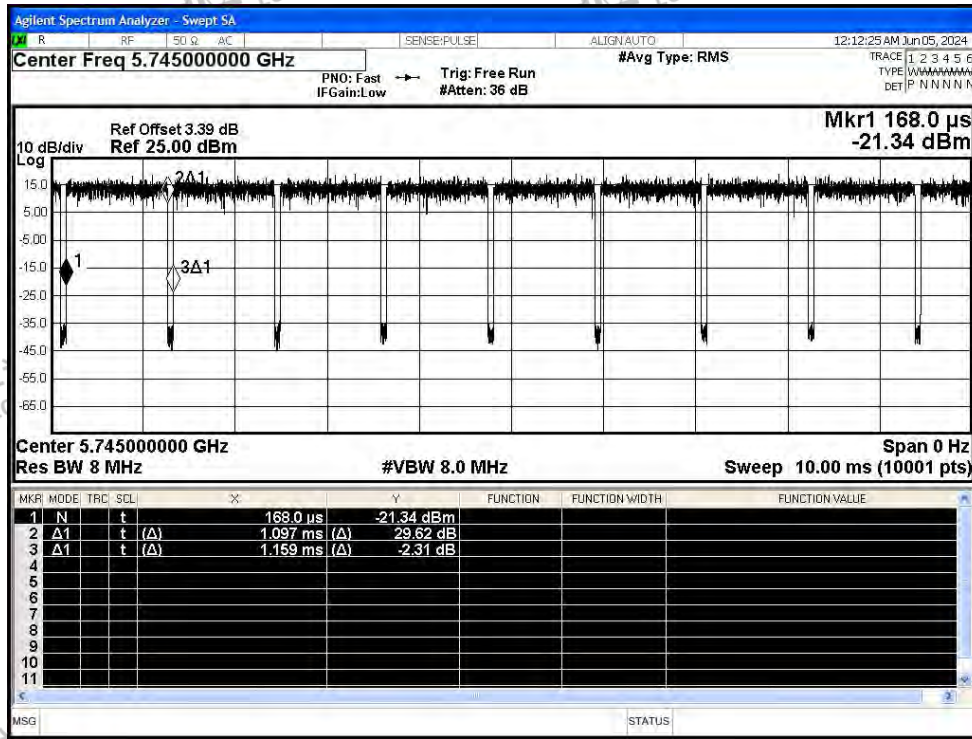 Agilent Spectrum Analyzer - Swept SA
LXI R RF 50 Ω AC SENSE:PULSE ALIGN AUTO 12:12:25 AM Jun 05, 2024
Center Freq 5.745000000 GHz #Avg Type: RMS TRACE 1 2 3 4 5 6
PNO: Fast Trig: Free Run TYPE WWWWWW
IFGain:Low #Atten: 36 dB DET P N N N N N
Mkr1 168.0 µs
Ref Offset 3.39 dB
10 dB/div Ref 25.00 dBm -21.34 dBm
Log
15.0
5.00
-5.00
-15.0
-25.0
-35.0
-45.0
-55.0
-65.0
2Δ1
1
3Δ1
Center 5.745000000 GHz Span 0 Hz
Res BW 8 MHz #VBW 8.0 MHz Sweep 10.00 ms (10001 pts)
MKR MODE TRC SCL X Y FUNCTION FUNCTION WIDTH FUNCTION VALUE
1 N t 168.0 µs -21.34 dBm
2 Δ1 t (Δ) 1.097 ms (Δ) 29.62 dB
3 Δ1 t (Δ) 1.159 ms (Δ) -2.31 dB
4
5
6
7
8
9
10
11
MSG STATUS